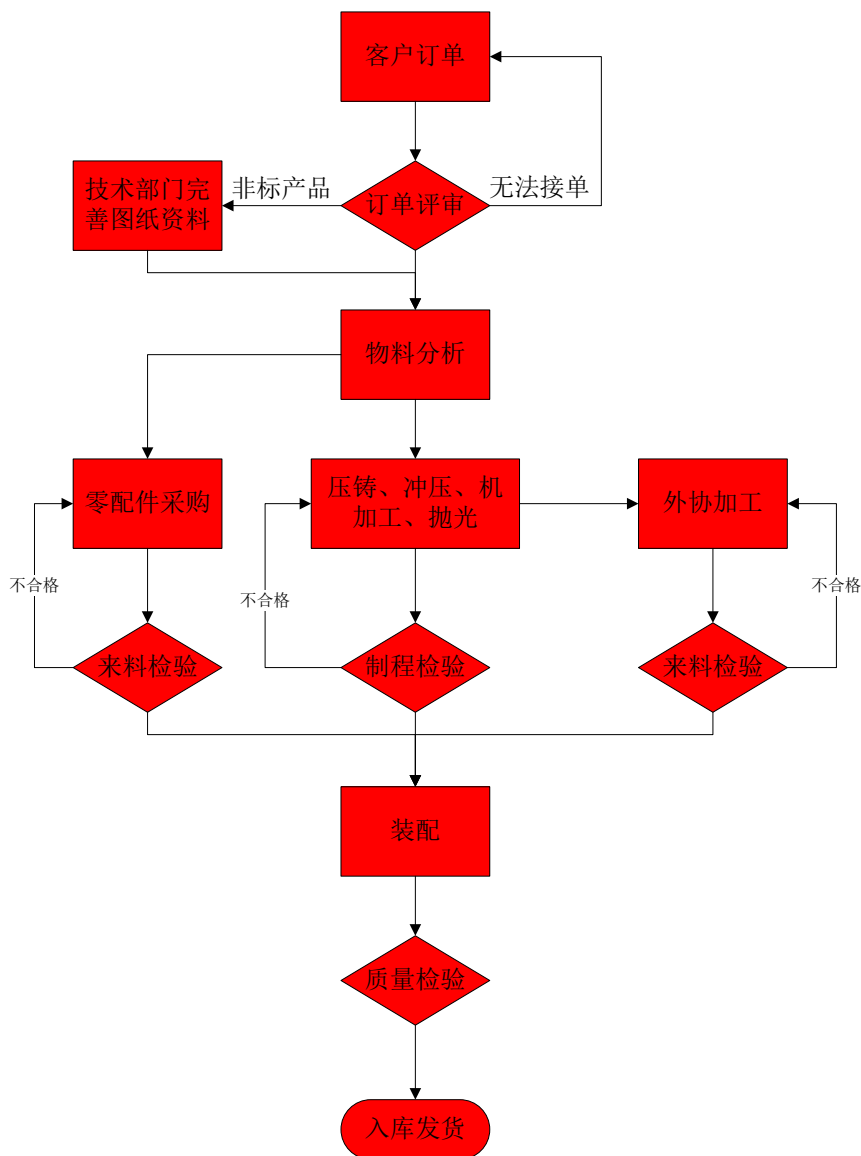 客户订单
技术部门完
善图纸资料
非标产品
订单评审
无法接单
物料分析
零配件采购
压铸、冲压、机
加工、抛光
外协加工
不合格
不合格
不合格
来料检验
制程检验
来料检验
装配
质量检验
入库发货